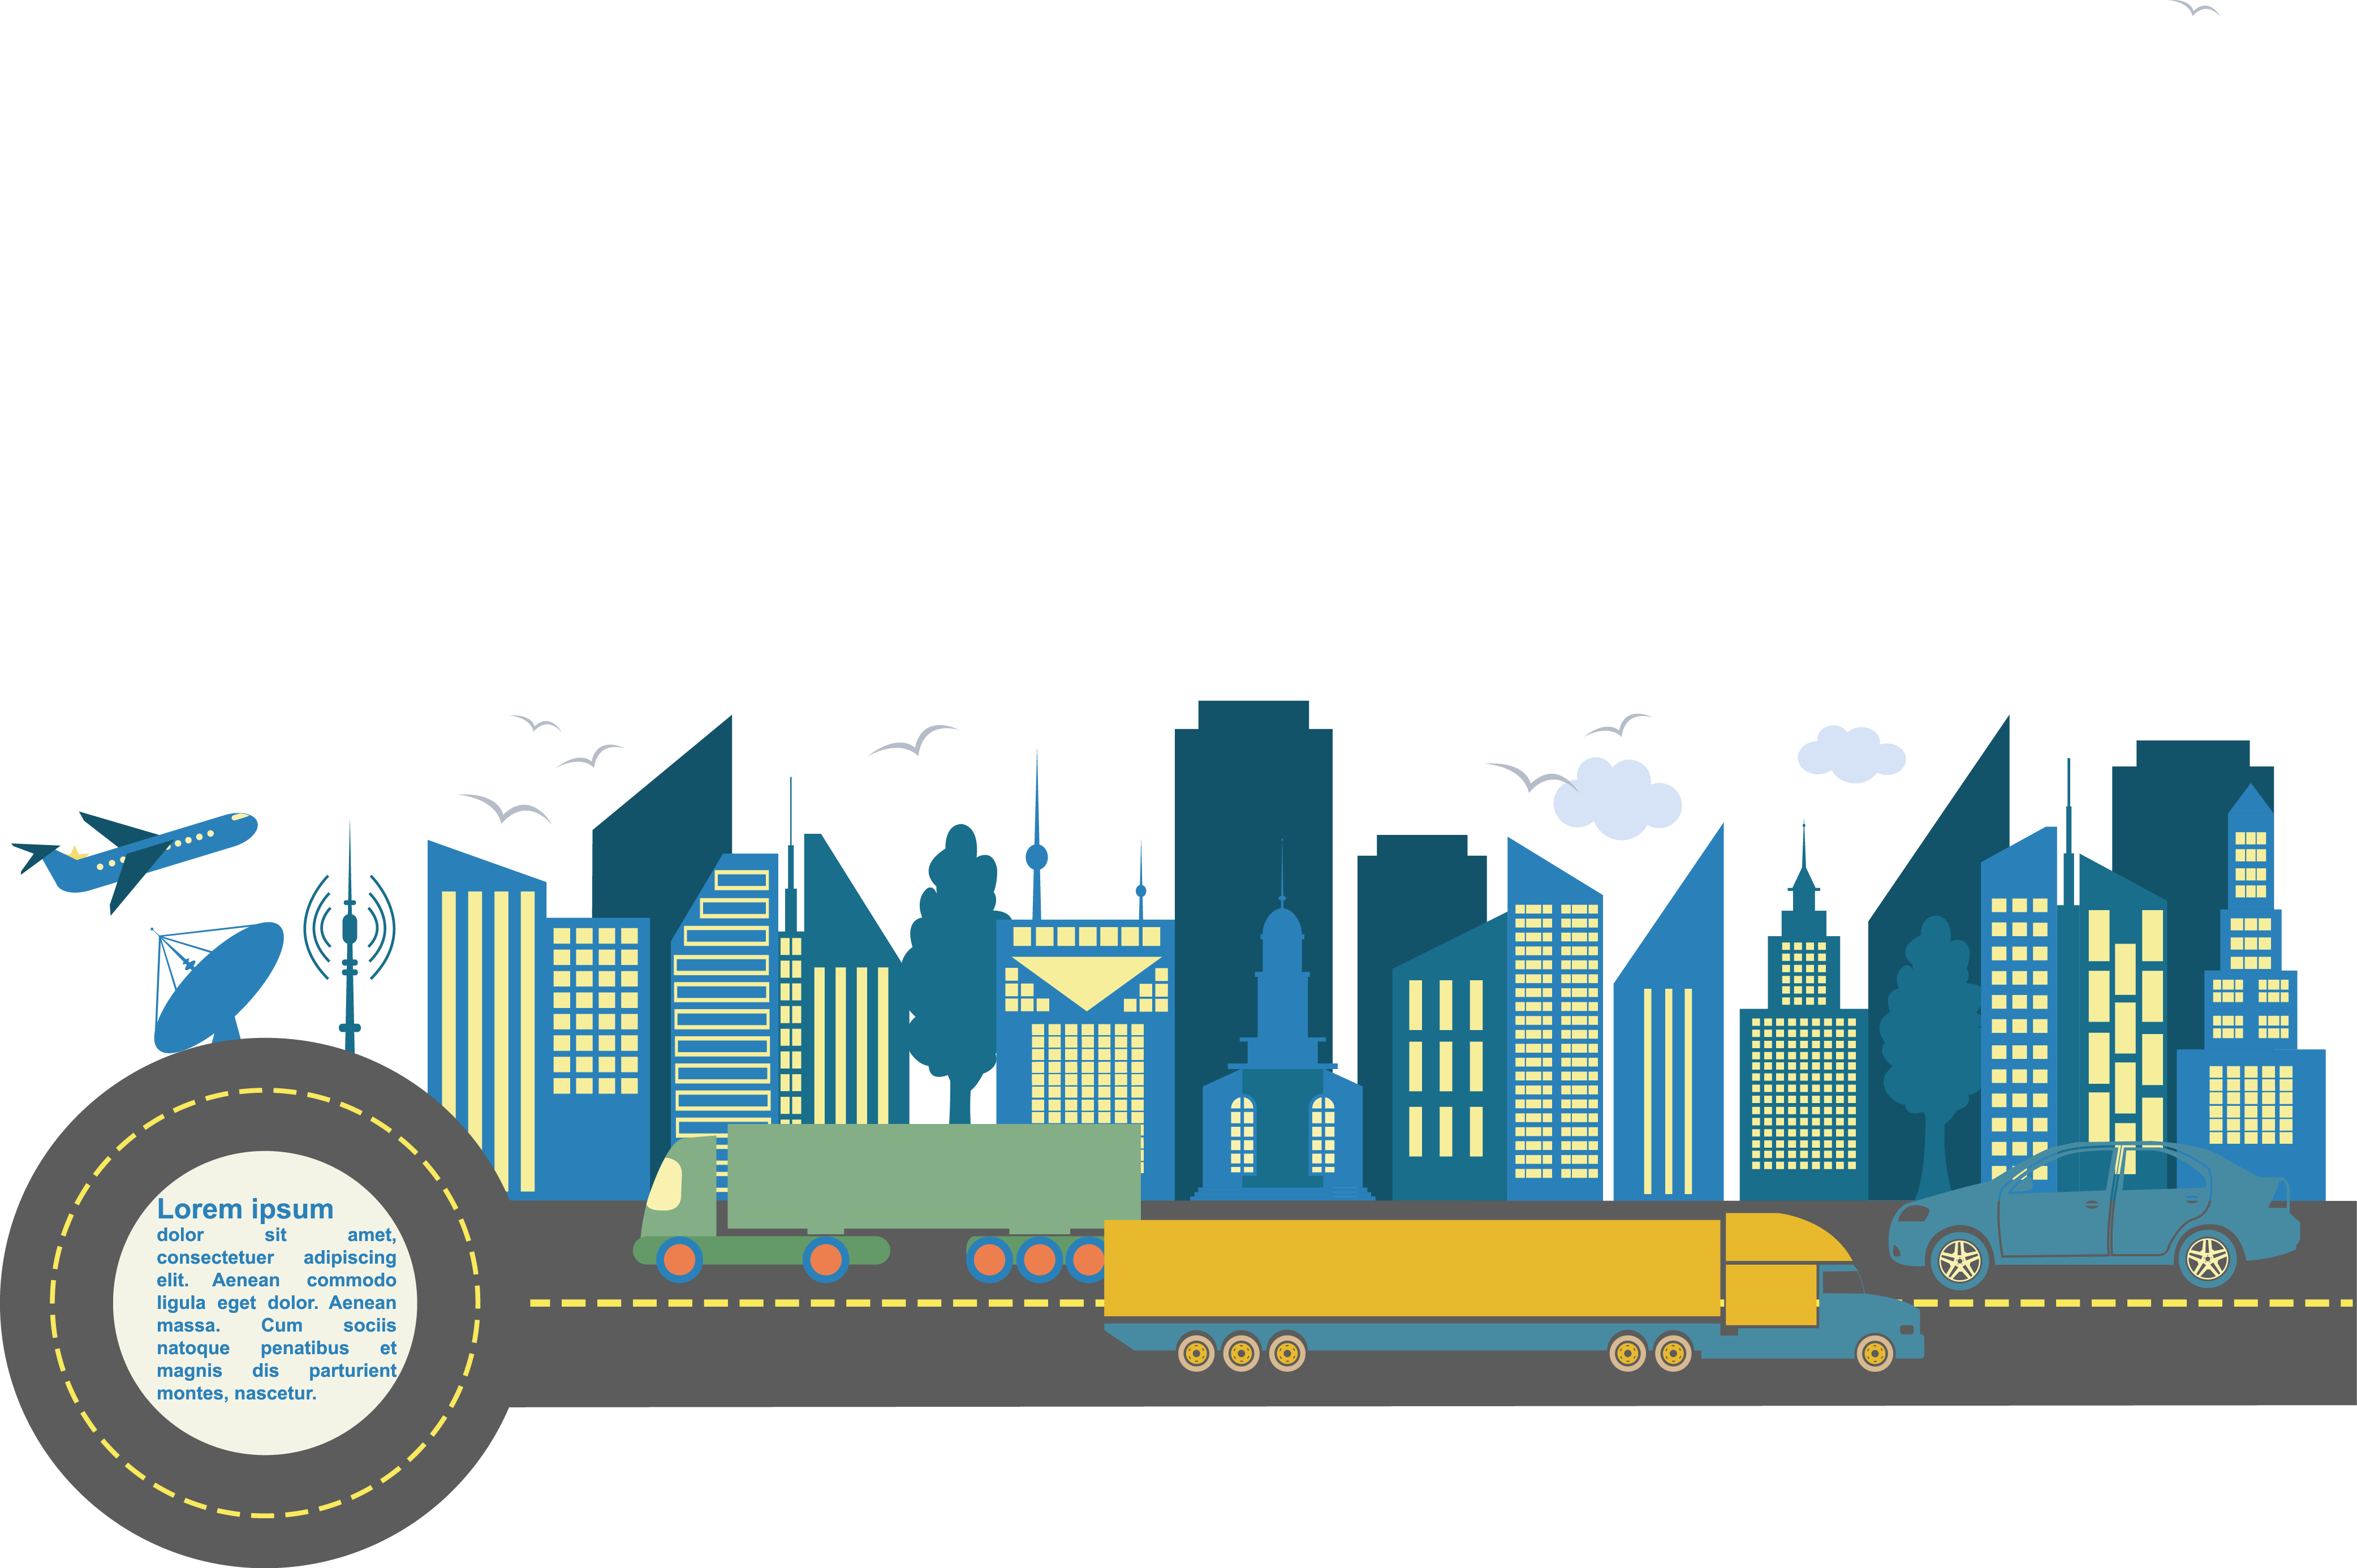 Lorem ipsum
dolor sit amet,
consectetuer adipiscing
elit. Aenean commodo
ligula eget dolor. Aenean
massa. Cum sociis
natoque penatibus et
magnis dis parturient
montes, nascetur.